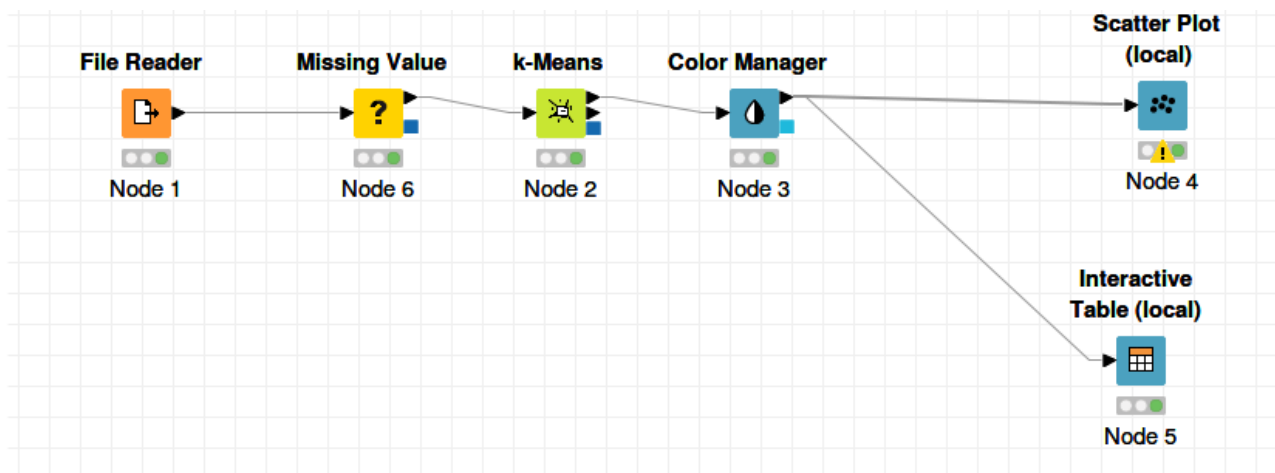 File Reader
Missing Value
k-Means
Color Manager
Scatter Plot
(local)
?
Node 1
Node 6
Node 2
Node 3
!
Node 4
Interactive
Table (local)
Node 5